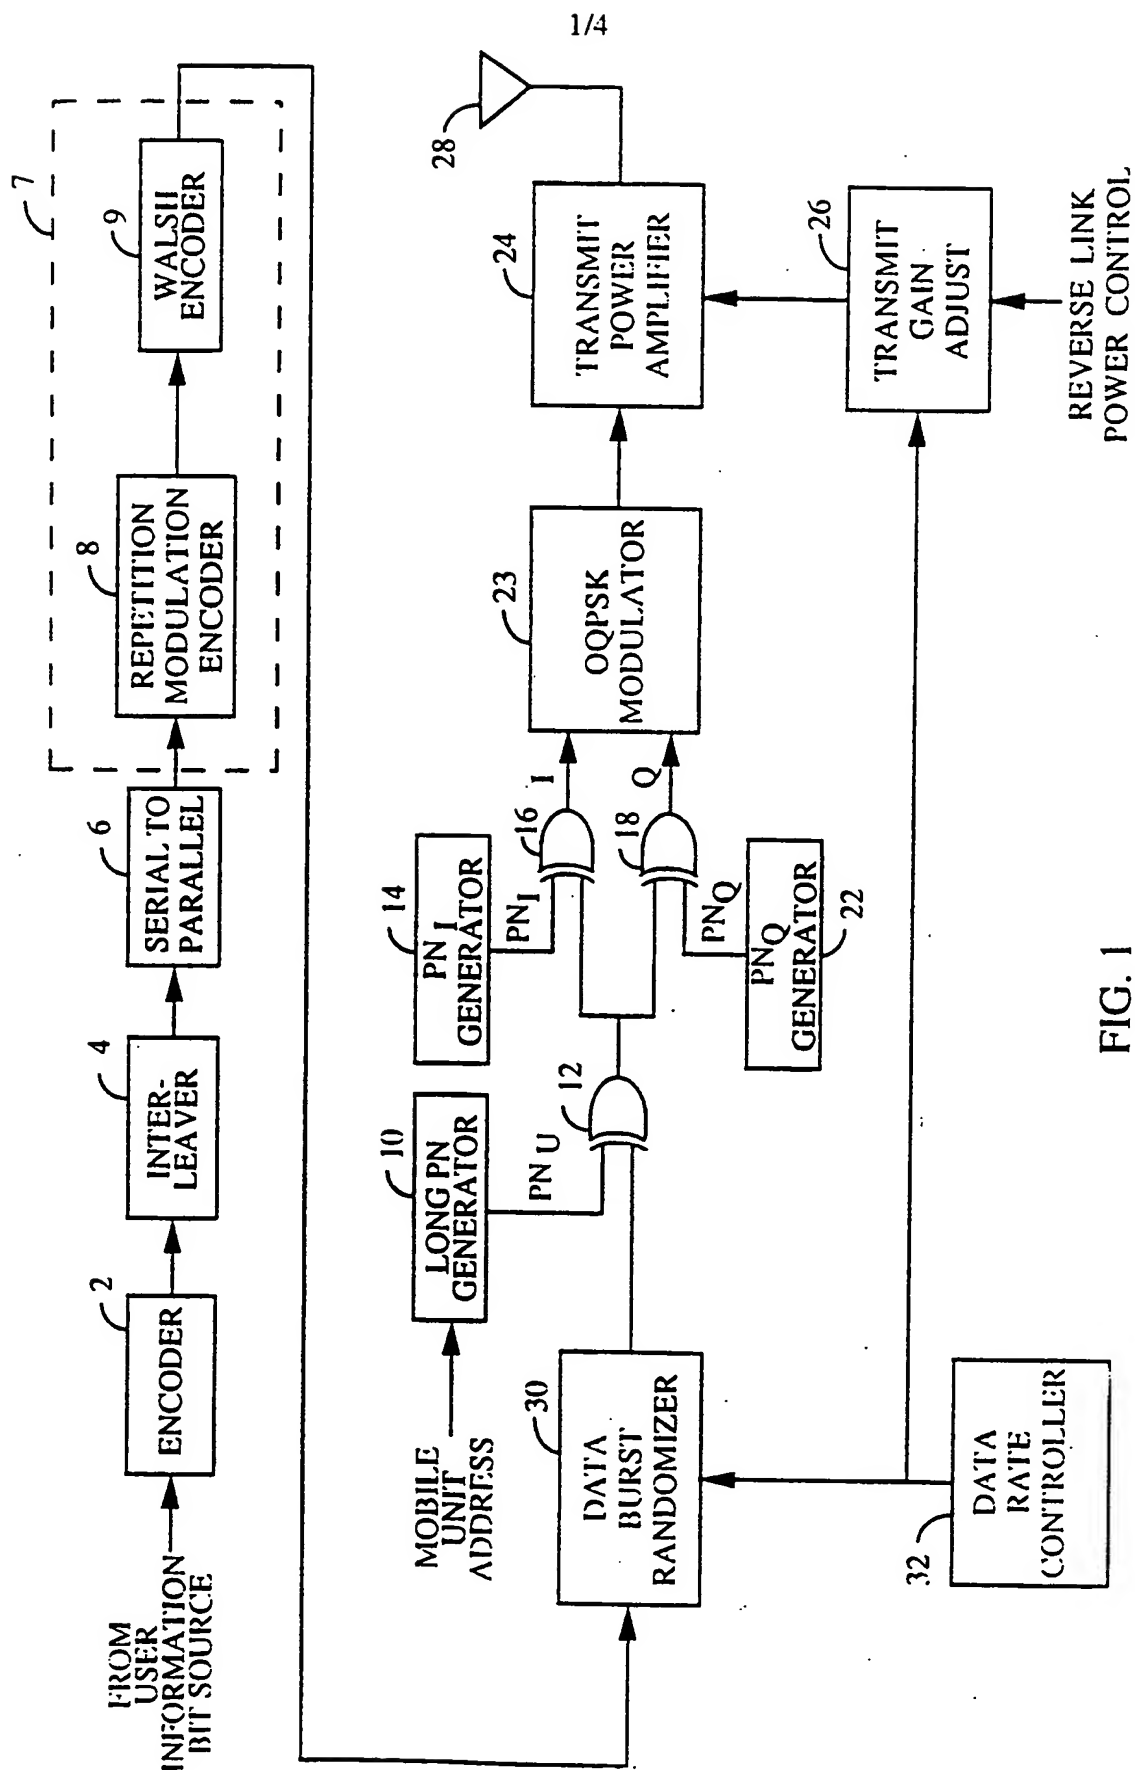 1/4
FROM
USER
INFORMATION
BIT SOURCE
2
ENCODER
4
INTER-
LEAVER
6
SERIAL TO
PARALLEL
7
8
REPETITION
MODULATION
ENCODER
9
WALSH
ENCODER
MOBILE
UNIT
ADDRESS
10
LONG PN
GENERATOR
PN U
12
14
PN I
GENERATOR
PN I
16
I
18
Q
PN Q
PN Q
GENERATOR
22
23
OQPSK
MODULATOR
24
TRANSMIT
POWER
AMPLIFIER
28
30
DATA
BURST
RANDOMIZER
26
TRANSMIT
GAIN
ADJUST
REVERSE LINK
POWER CONTROL
32
DATA
RATE
CONTROLLER
FIG. 1